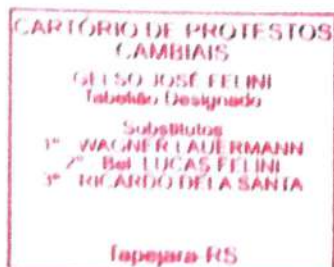 CARTÓRIO DE PROTESTOS
CAMBIAIS
GELSO JOSÉ FELINI
Tabelião Designado
Substitutos
1º WAGNER LAUERMANN
2º Bel. LUCAS FELINI
3º RICARDO DELA SANTA
Tapejara-RS